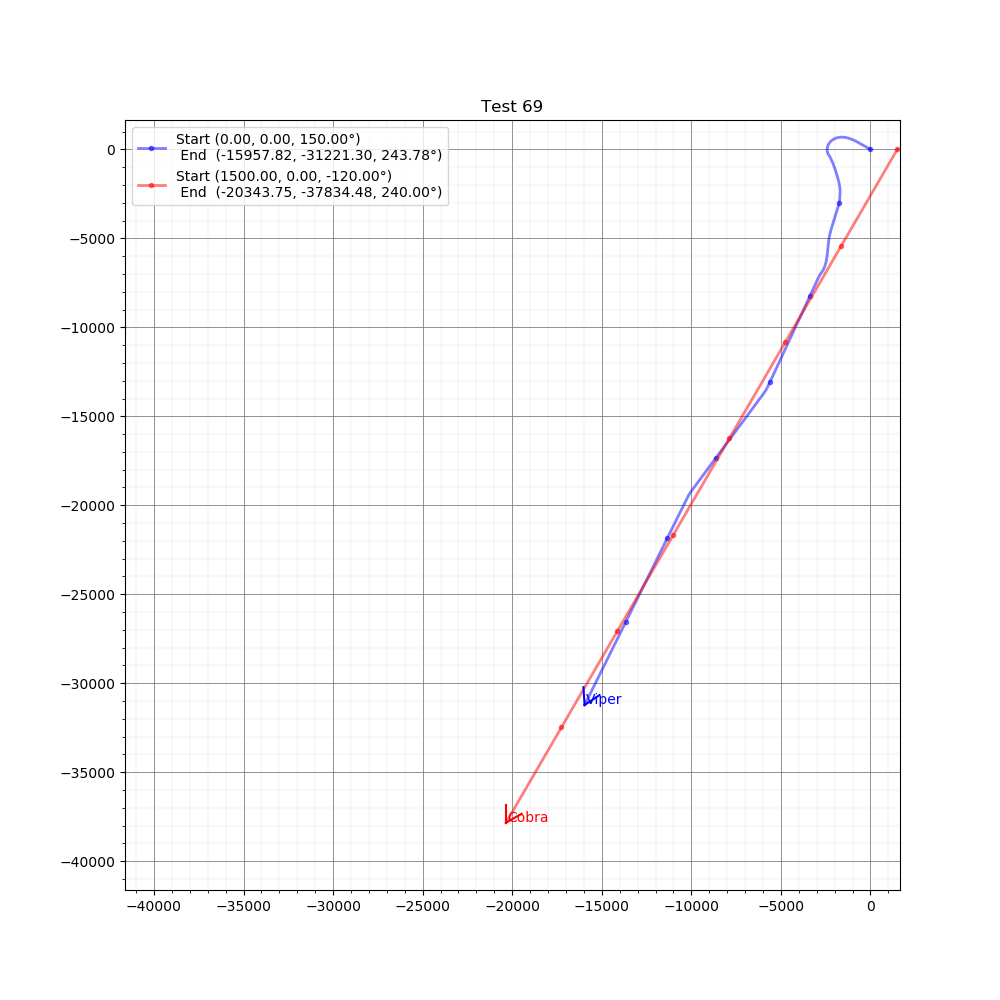 Test 69
Start (0.00, 0.00, 150.00°)
End  (-15957.82, -31221.30, 243.78°)
Start (1500.00, 0.00, -120.00°)
End  (-20343.75, -37834.48, 240.00°)
0
−5000
−10000
−15000
−20000
−25000
−30000
−35000
−40000
Viper
Cobra
−40000 −35000 −30000 −25000 −20000 −15000 −10000 −5000 0